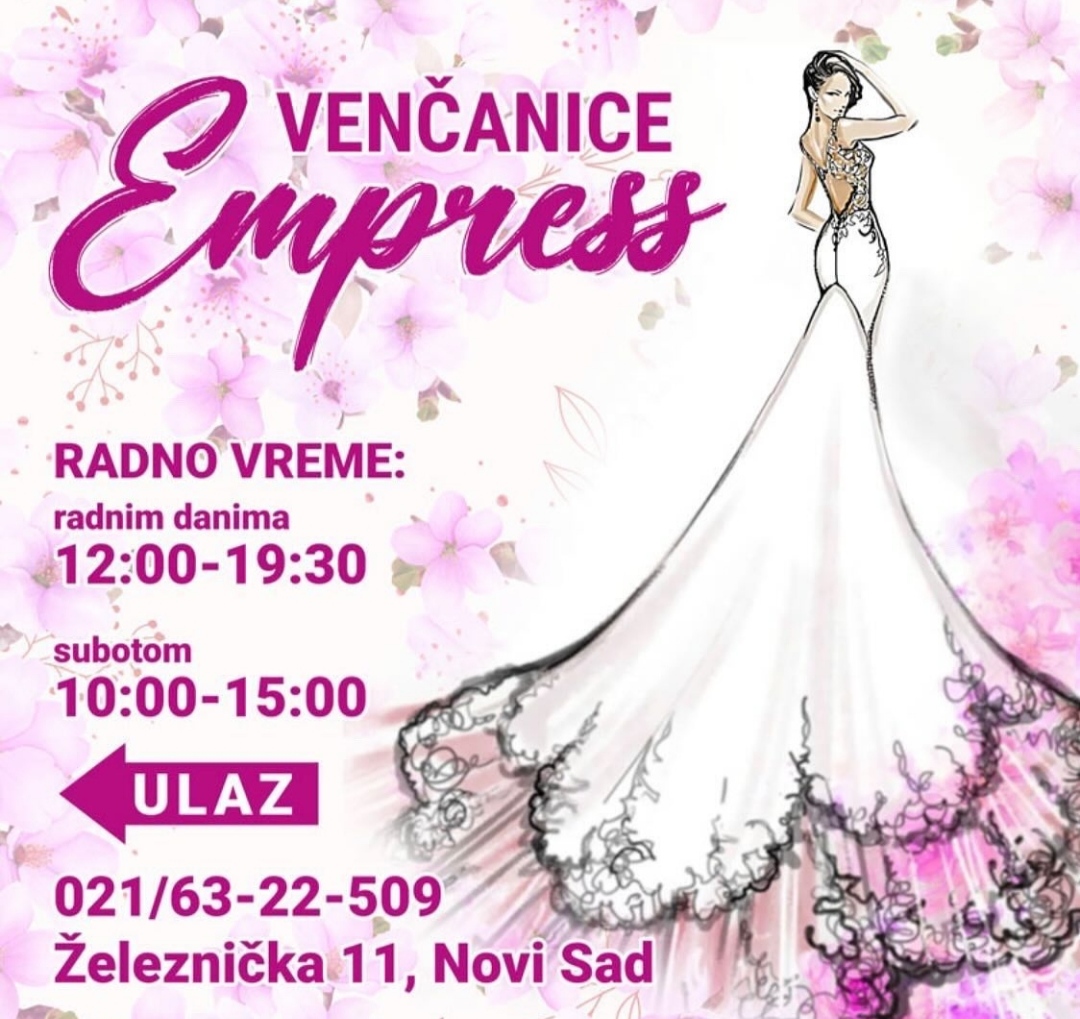 VENČANICE
Empress
RADNO VREME:
radnim danima
12:00-19:30
subotom
10:00-15:00
ULAZ
021/63-22-509
Železnička 11, Novi Sad